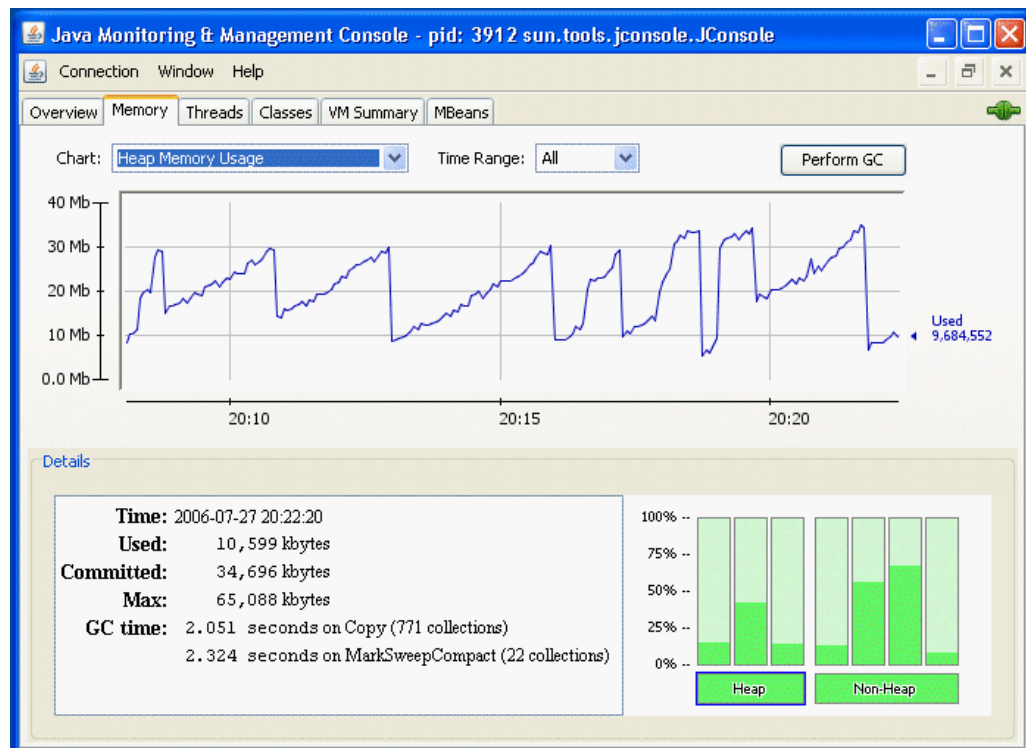 Java Monitoring & Management Console - pid: 3912 sun.tools.jconsole.JConsole
Connection Window Help
Overview Memory Threads Classes VM Summary MBeans
Chart: Heap Memory Usage Time Range: All Perform GC
40 Mb
30 Mb
20 Mb
10 Mb
0.0 Mb
Used
9,684,552
20:10 20:15 20:20
Details
Time: 2006-07-27 20:22:20
Used: 10,599 kbytes
Committed: 34,696 kbytes
Max: 65,088 kbytes
GC time: 2.051 seconds on Copy (771 collections)
2.324 seconds on MarkSweepCompact (22 collections)
100% --
75% --
50% --
25% --
0% --
Heap Non-Heap